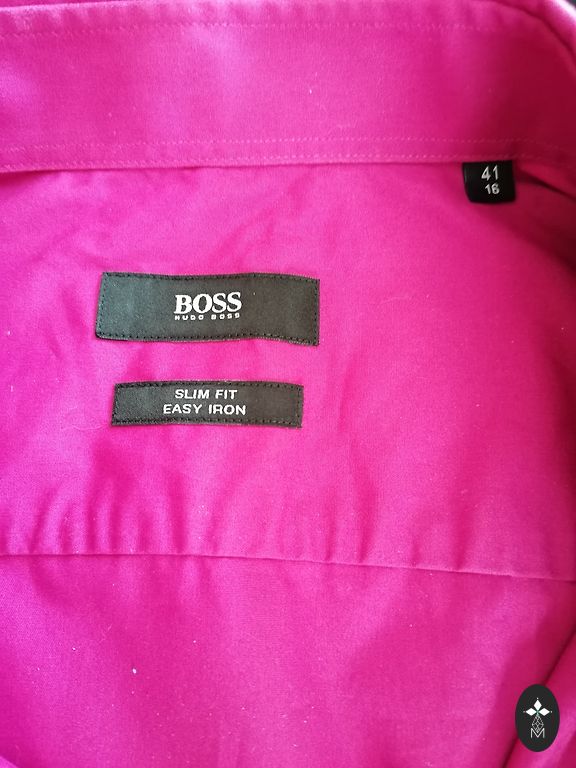 41
16
BOSS
HUGO BOSS
SLIM FIT
EASY IRON
M